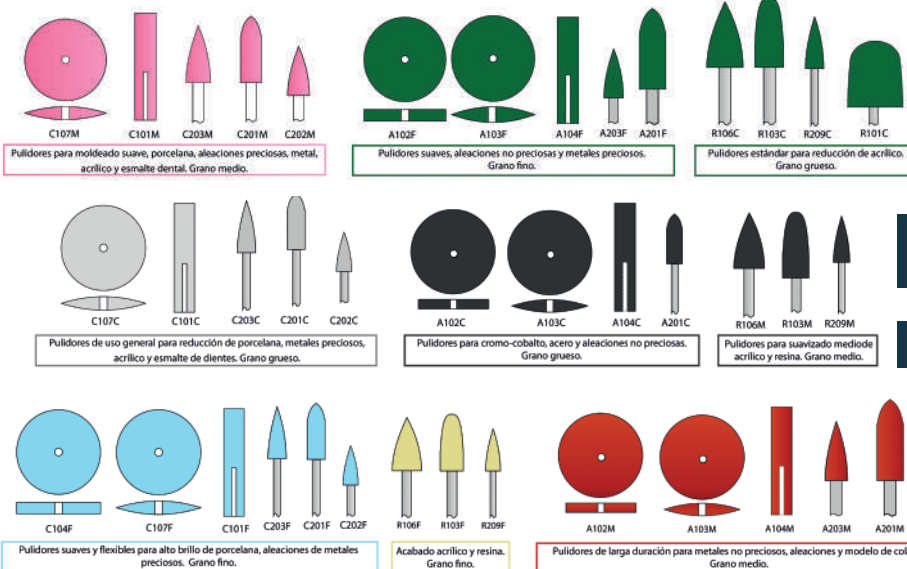 C107M C101M C203M C201M C202M
Pulidores para moldeado suave, porcelana, aleaciones preciosas, metal,
acrílico y esmalte dental. Grano medio.
A102F A103F A104F A203F A201F
Pulidores suaves, aleaciones no preciosas y metales preciosos.
Grano fino.
R106C R103C R209C R101C
Pulidores estándar para reducción de acrílico.
Grano grueso.
C107C C101C C203C C201C C202C
Pulidores de uso general para reducción de porcelana, metales preciosos,
acrílico y esmalte de dientes. Grano grueso.
A102C A103C A104C A201C
Pulidores para cromo-cobalto, acero y aleaciones no preciosas.
Grano grueso.
R106M R103M R209M
Pulidores para suavizado mediode
acrílico y resina. Grano medio.
C104F C107F C101F C203F C201F C202F
Pulidores suaves y flexibles para alto brillo de porcelana, aleaciones de metales
preciosos. Grano fino.
R106F R103F R209F
Acabado acrílico y resina.
Grano fino.
A102M A103M A104M A203M A201M
Pulidores de larga duración para metales no preciosos, aleaciones y modelo de
Grano medio.